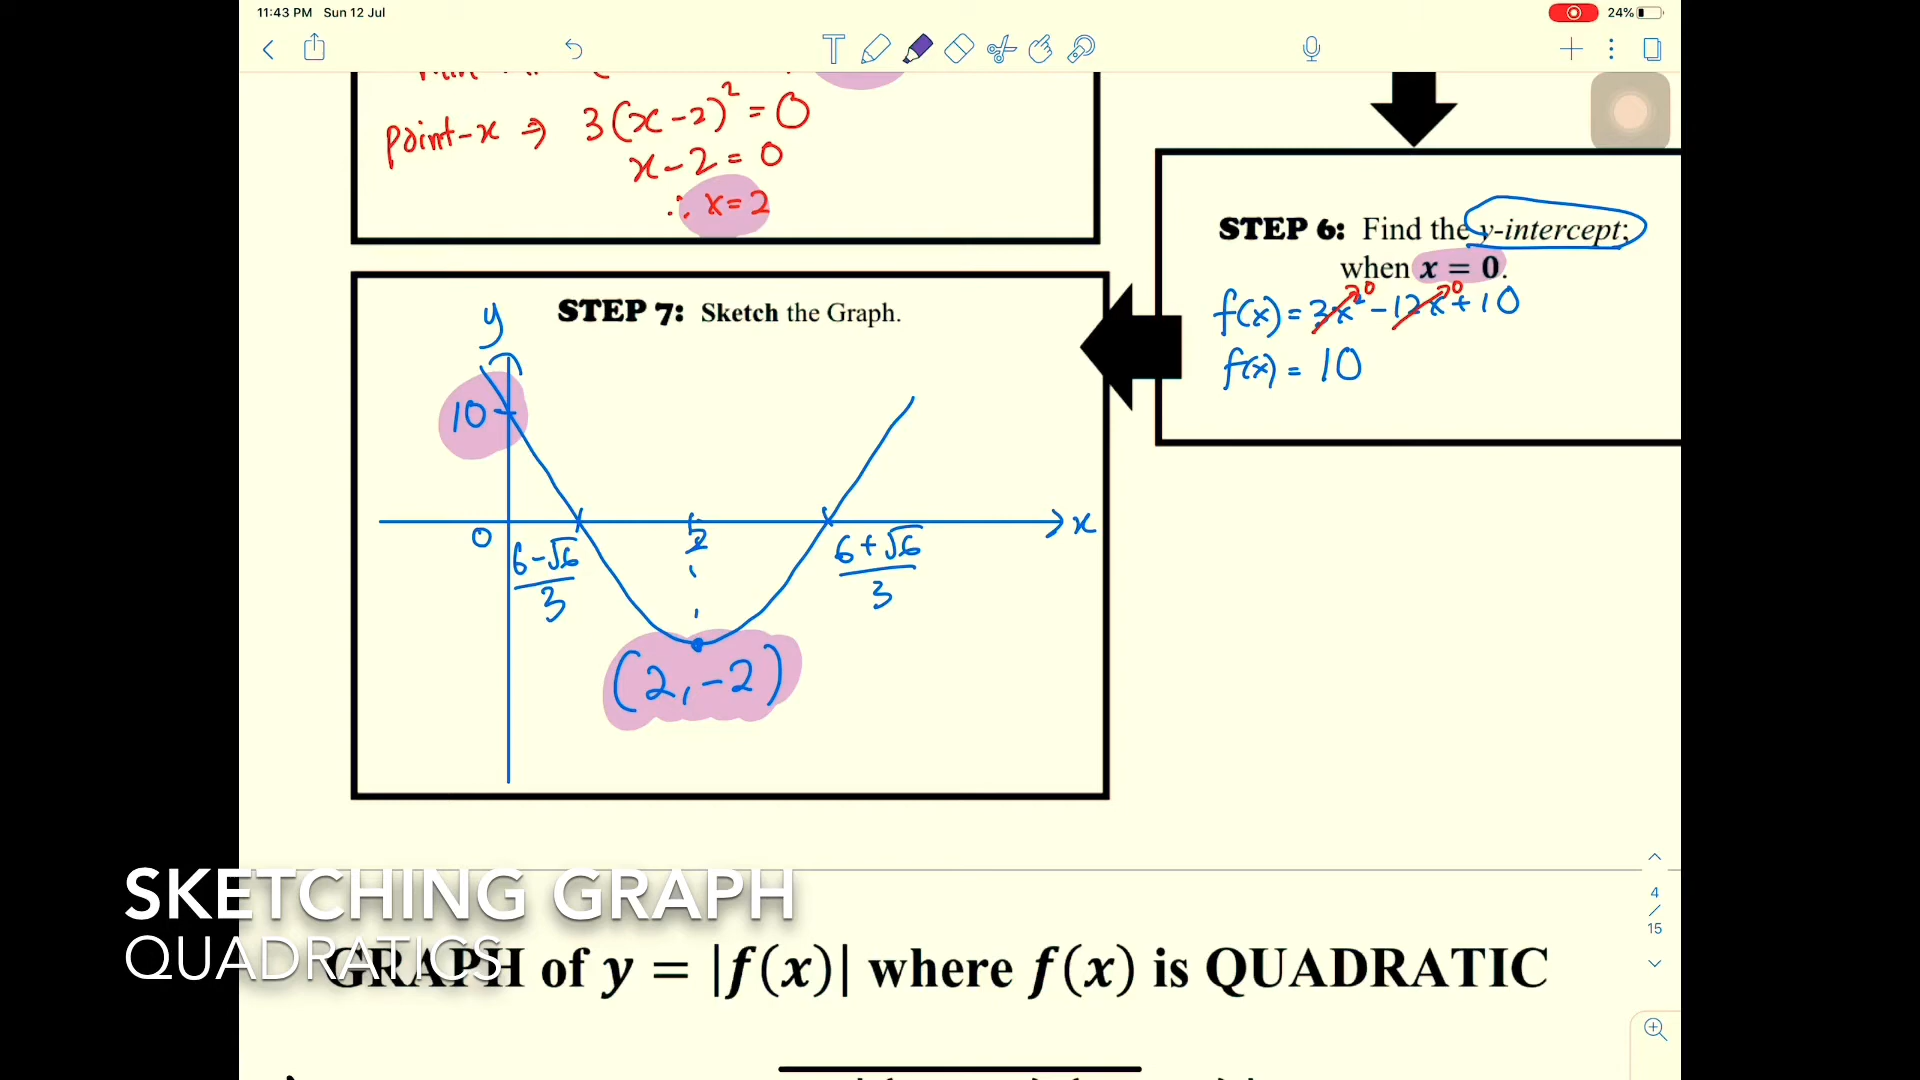 11:43 PM Sun 12 Jul
24%
point-x ⇒ 3(x-2)² = 0
x-2 = 0
∴ x=2
STEP 6: Find the y-intercept;
when x = 0.
f(x) = 3x² - 12x + 10
0 0
f(x) = 10
STEP 7: Sketch the Graph.
y
10
0
2
x
6-√6
3
6+√6
3
(2, -2)
4
/
15
SKETCHING GRAPH
QUADRATICS
GRAPH of y = |f(x)| where f(x) is QUADRATIC